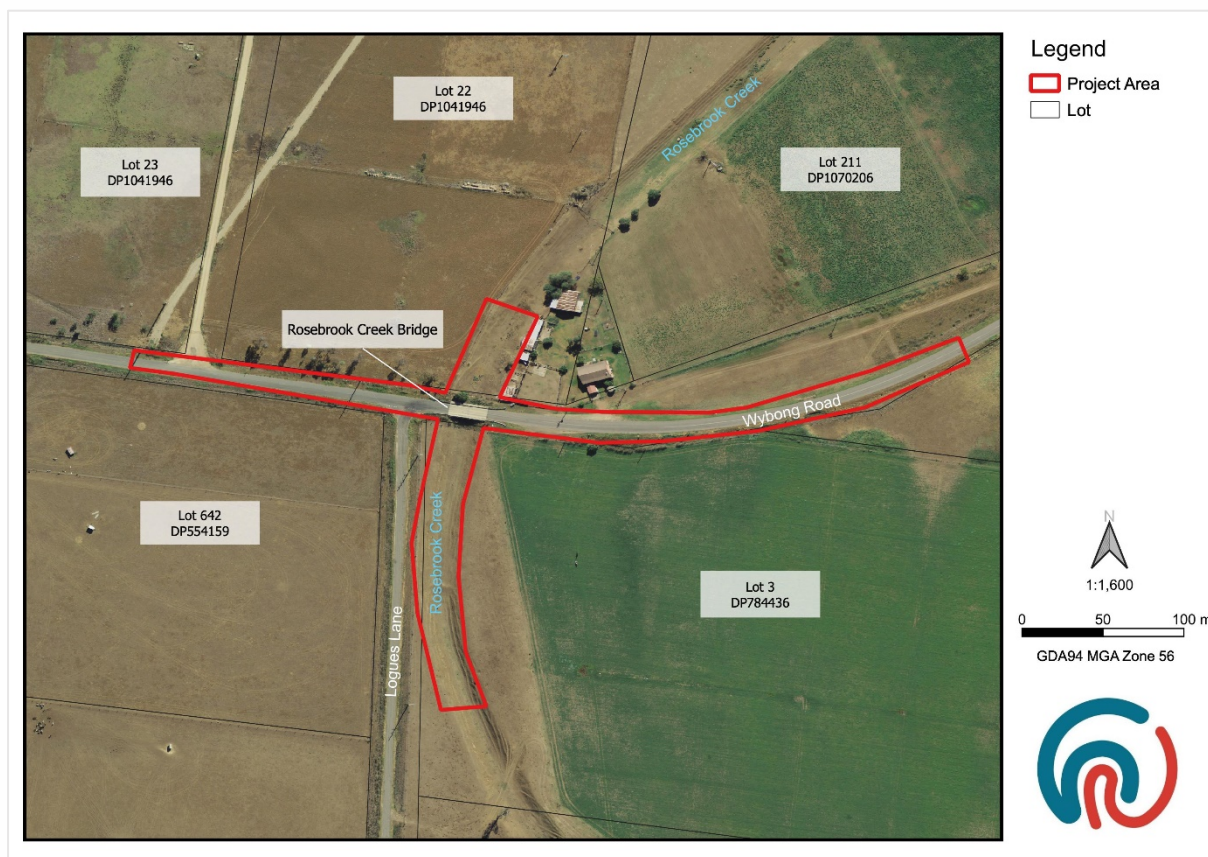 Legend
Project Area
Lot
Lot 22
DP1041946
Rosebrook Creek
Lot 23
DP1041946
Lot 211
DP1070206
Rosebrook Creek Bridge
Wybong Road
Lot 642
DP554159
Rosebrook Creek
Logues Lane
Lot 3
DP784436
N
1:1,600
0 50 100 m
GDA94 MGA Zone 56